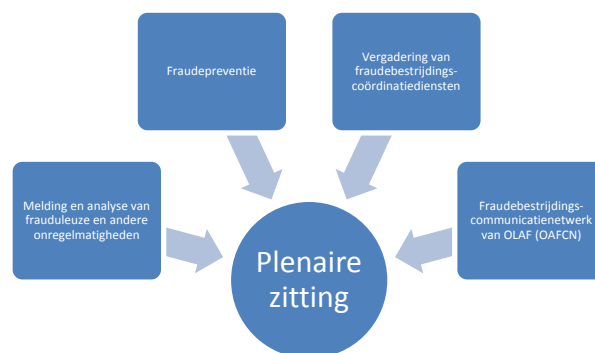 Fraudepreventie
Vergadering van
fraudebestrijdings-
coördinatiediensten
Melding en analyse van
frauduleuze en andere
onregelmatigheden
Fraudebestrijdings-
communicatienetwerk
van OLAF (OAFCN)
Plenaire
zitting